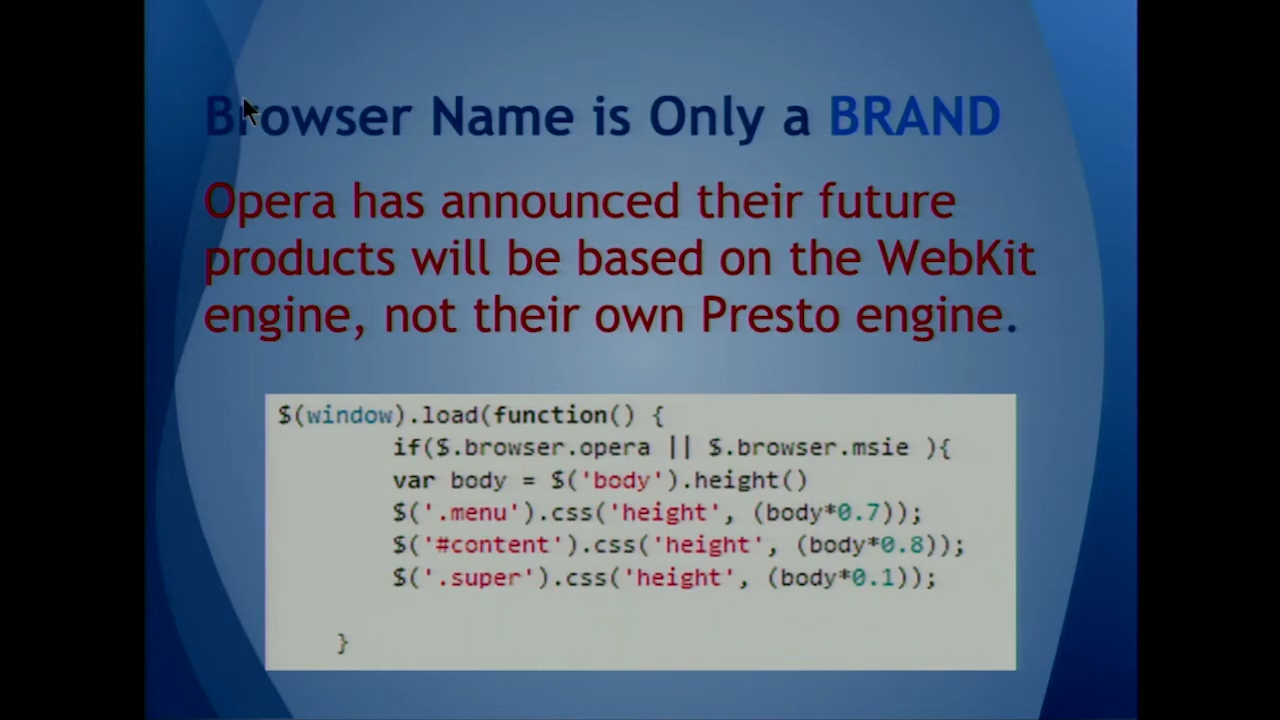 Browser Name is Only a BRAND
Opera has announced their future
products will be based on the WebKit
engine, not their own Presto engine.
$(window).load(function() {
if($.browser.opera || $.browser.msie ){
var body = $('body').height()
$('.menu').css('height', (body*0.7));
$('#content').css('height', (body*0.8));
$('.super').css('height', (body*0.1));
}